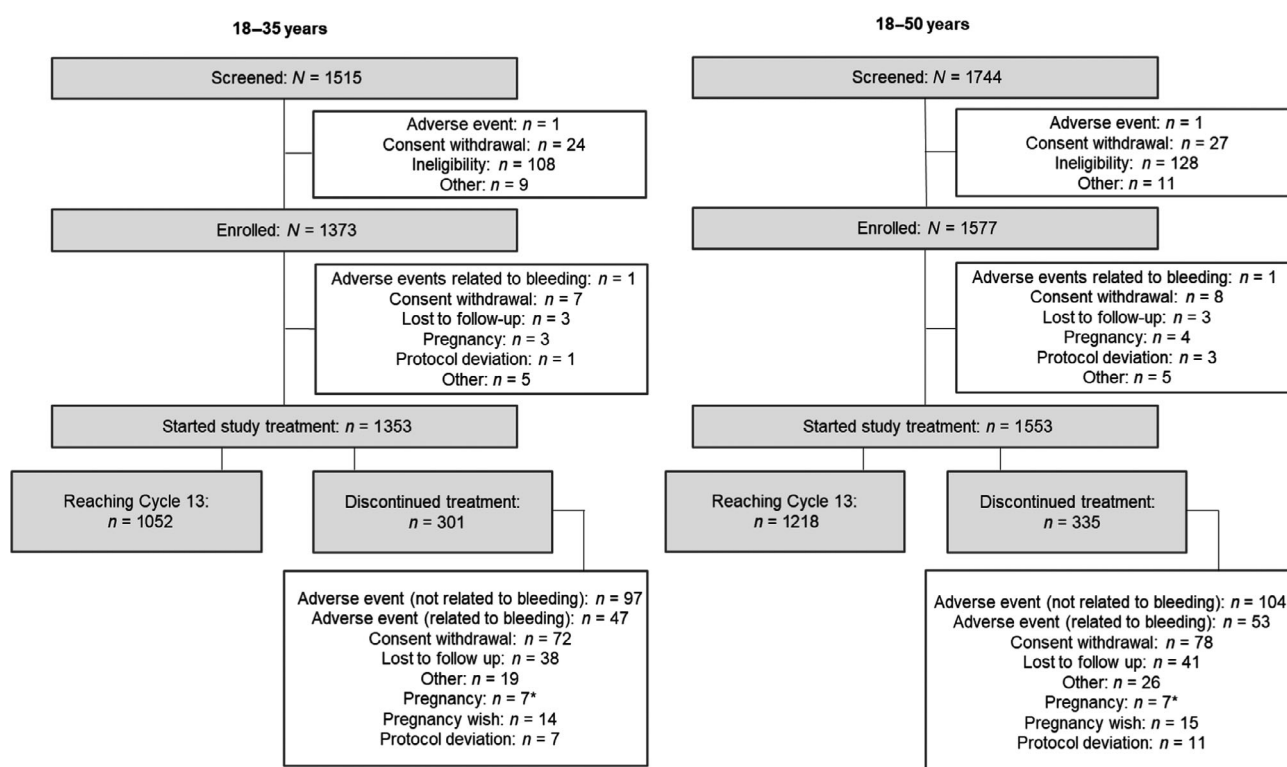 18–35 years
Screened: N = 1515
Adverse event: n = 1
Consent withdrawal: n = 24
Ineligibility: n = 108
Other: n = 9
Enrolled: N = 1373
Adverse events related to bleeding: n = 1
Consent withdrawal: n = 7
Lost to follow-up: n = 3
Pregnancy: n = 3
Protocol deviation: n = 1
Other: n = 5
Started study treatment: n = 1353
Reaching Cycle 13:
n = 1052
Discontinued treatment:
n = 301
Adverse event (not related to bleeding): n = 97
Adverse event (related to bleeding): n = 47
Consent withdrawal: n = 72
Lost to follow up: n = 38
Other: n = 19
Pregnancy: n = 7*
Pregnancy wish: n = 14
Protocol deviation: n = 7
18–50 years
Screened: N = 1744
Adverse event: n = 1
Consent withdrawal: n = 27
Ineligibility: n = 128
Other: n = 11
Enrolled: N = 1577
Adverse events related to bleeding: n = 1
Consent withdrawal: n = 8
Lost to follow-up: n = 3
Pregnancy: n = 4
Protocol deviation: n = 3
Other: n = 5
Started study treatment: n = 1553
Reaching Cycle 13:
n = 1218
Discontinued treatment:
n = 335
Adverse event (not related to bleeding): n = 104
Adverse event (related to bleeding): n = 53
Consent withdrawal: n = 78
Lost to follow up: n = 41
Other: n = 26
Pregnancy: n = 7*
Pregnancy wish: n = 15
Protocol deviation: n = 11